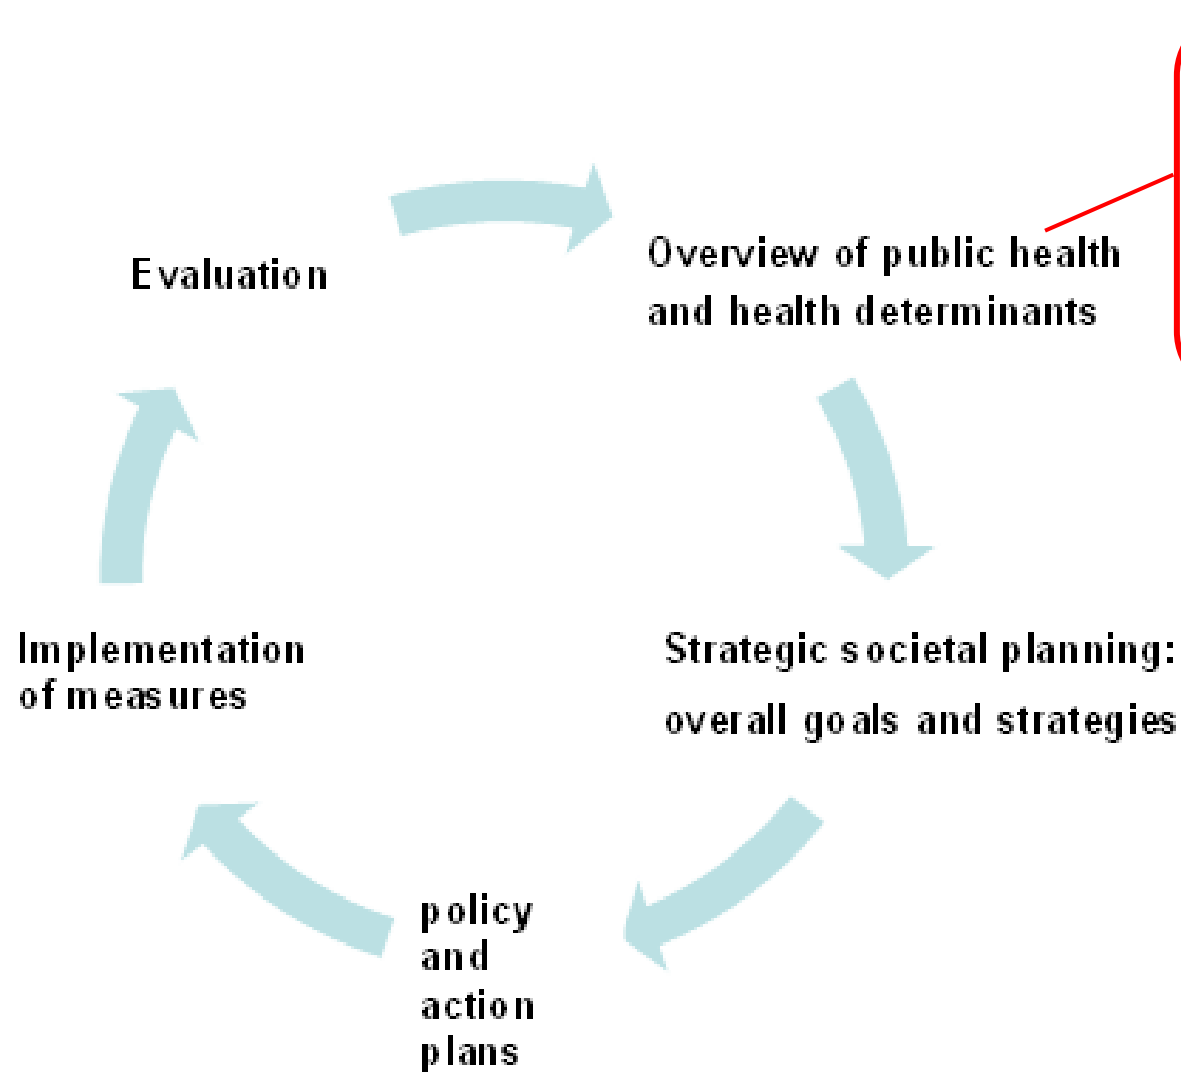 Evaluation
Overview of public health
and health determinants
Strategic societal planning:
overall goals and strategies
policy
and
action
plans
Implementation
of measures